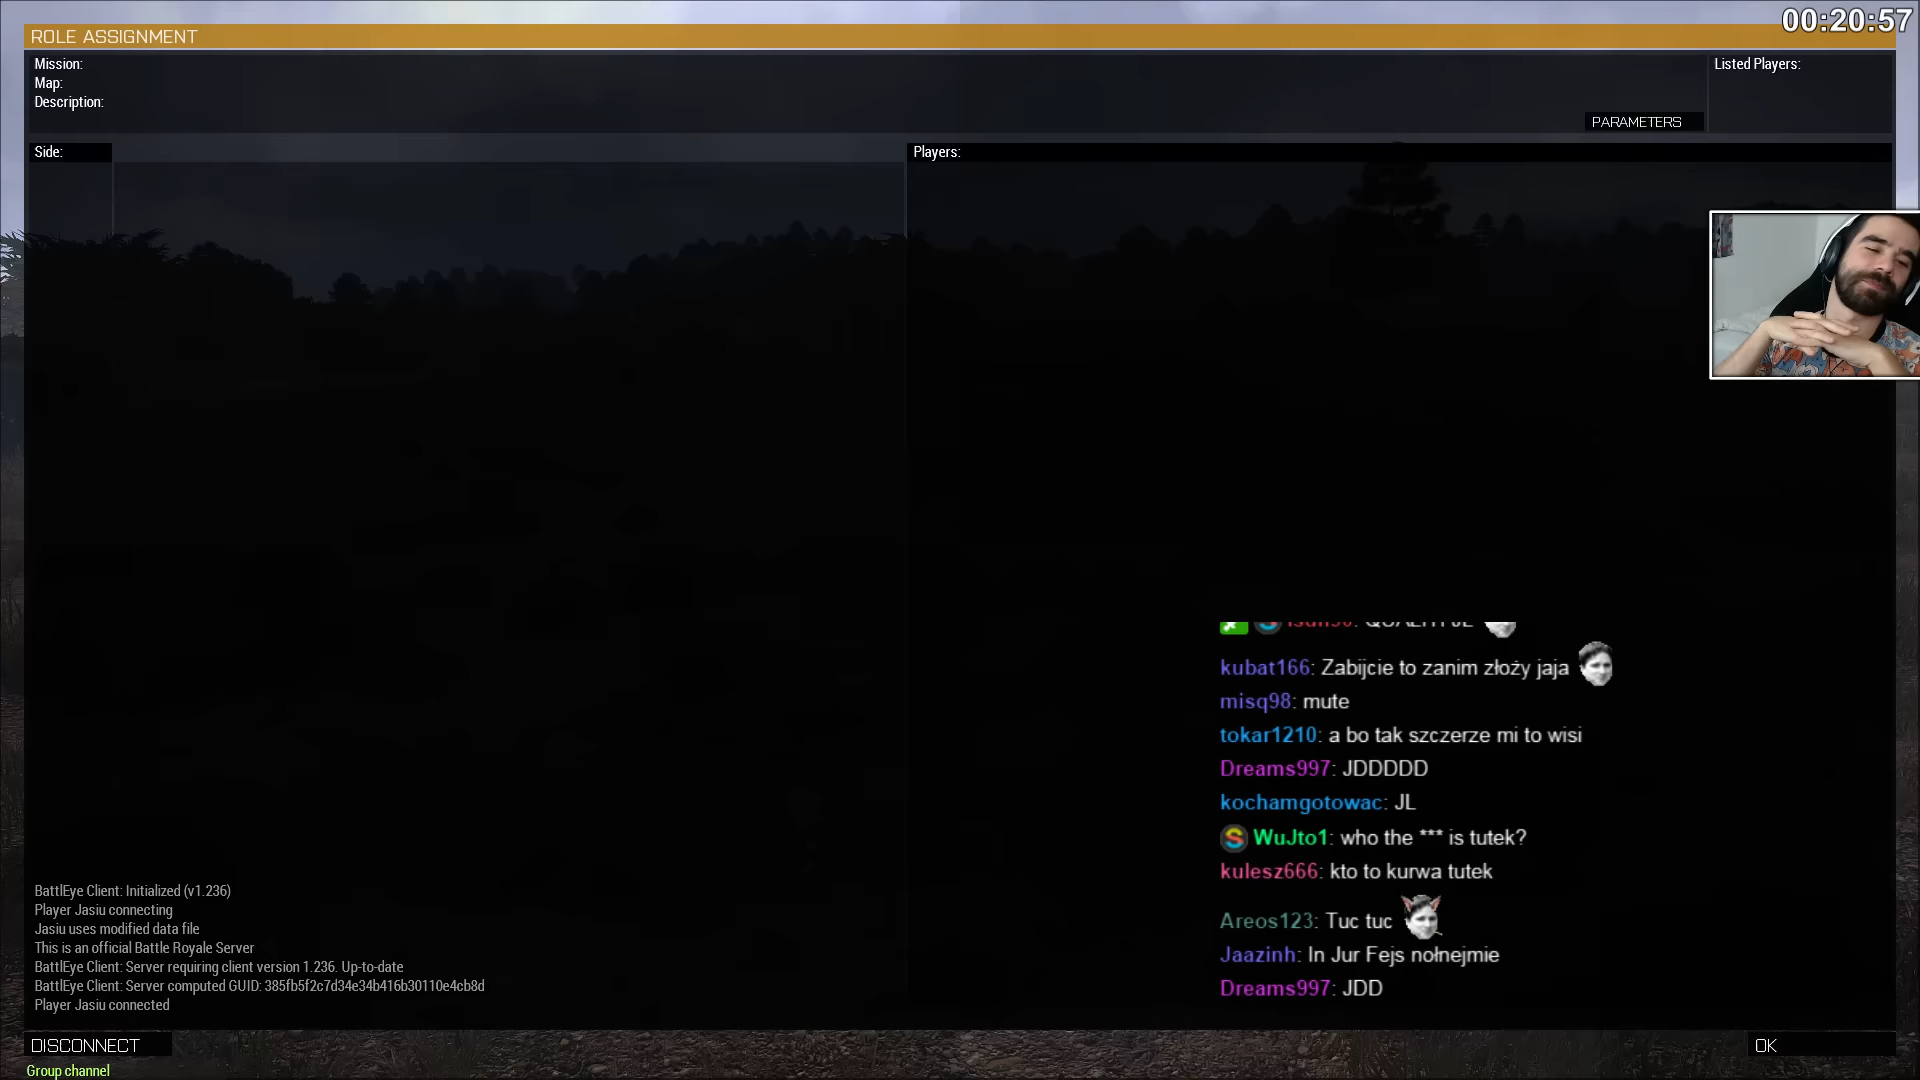 00:20:57
ROLE ASSIGNMENT
Mission:
Map:
Description:
Listed Players:
PARAMETERS
Side:
Players:
kubat166: Zabijcie to zanim złoży jaja
misq98: mute
tokar1210: a bo tak szczerze mi to wisi
Dreams997: JDDDDD
kochamgotowac: JL
WuJto1: who the *** is tutek?
kulesz666: kto to kurwa tutek
Areos123: Tuc tuc
Jaazinh: In Jur Fejs nołnejmie
Dreams997: JDD
BattlEye Client: Initialized (v1.236)
Player Jasiu connecting
Jasiu uses modified data file
This is an official Battle Royale Server
BattlEye Client: Server requiring client version 1.236. Up-to-date
BattlEye Client: Server computed GUID: 385fb5f2c7d34e34b416b30110e4cb8d
Player Jasiu connected
DISCONNECT
OK
Group channel